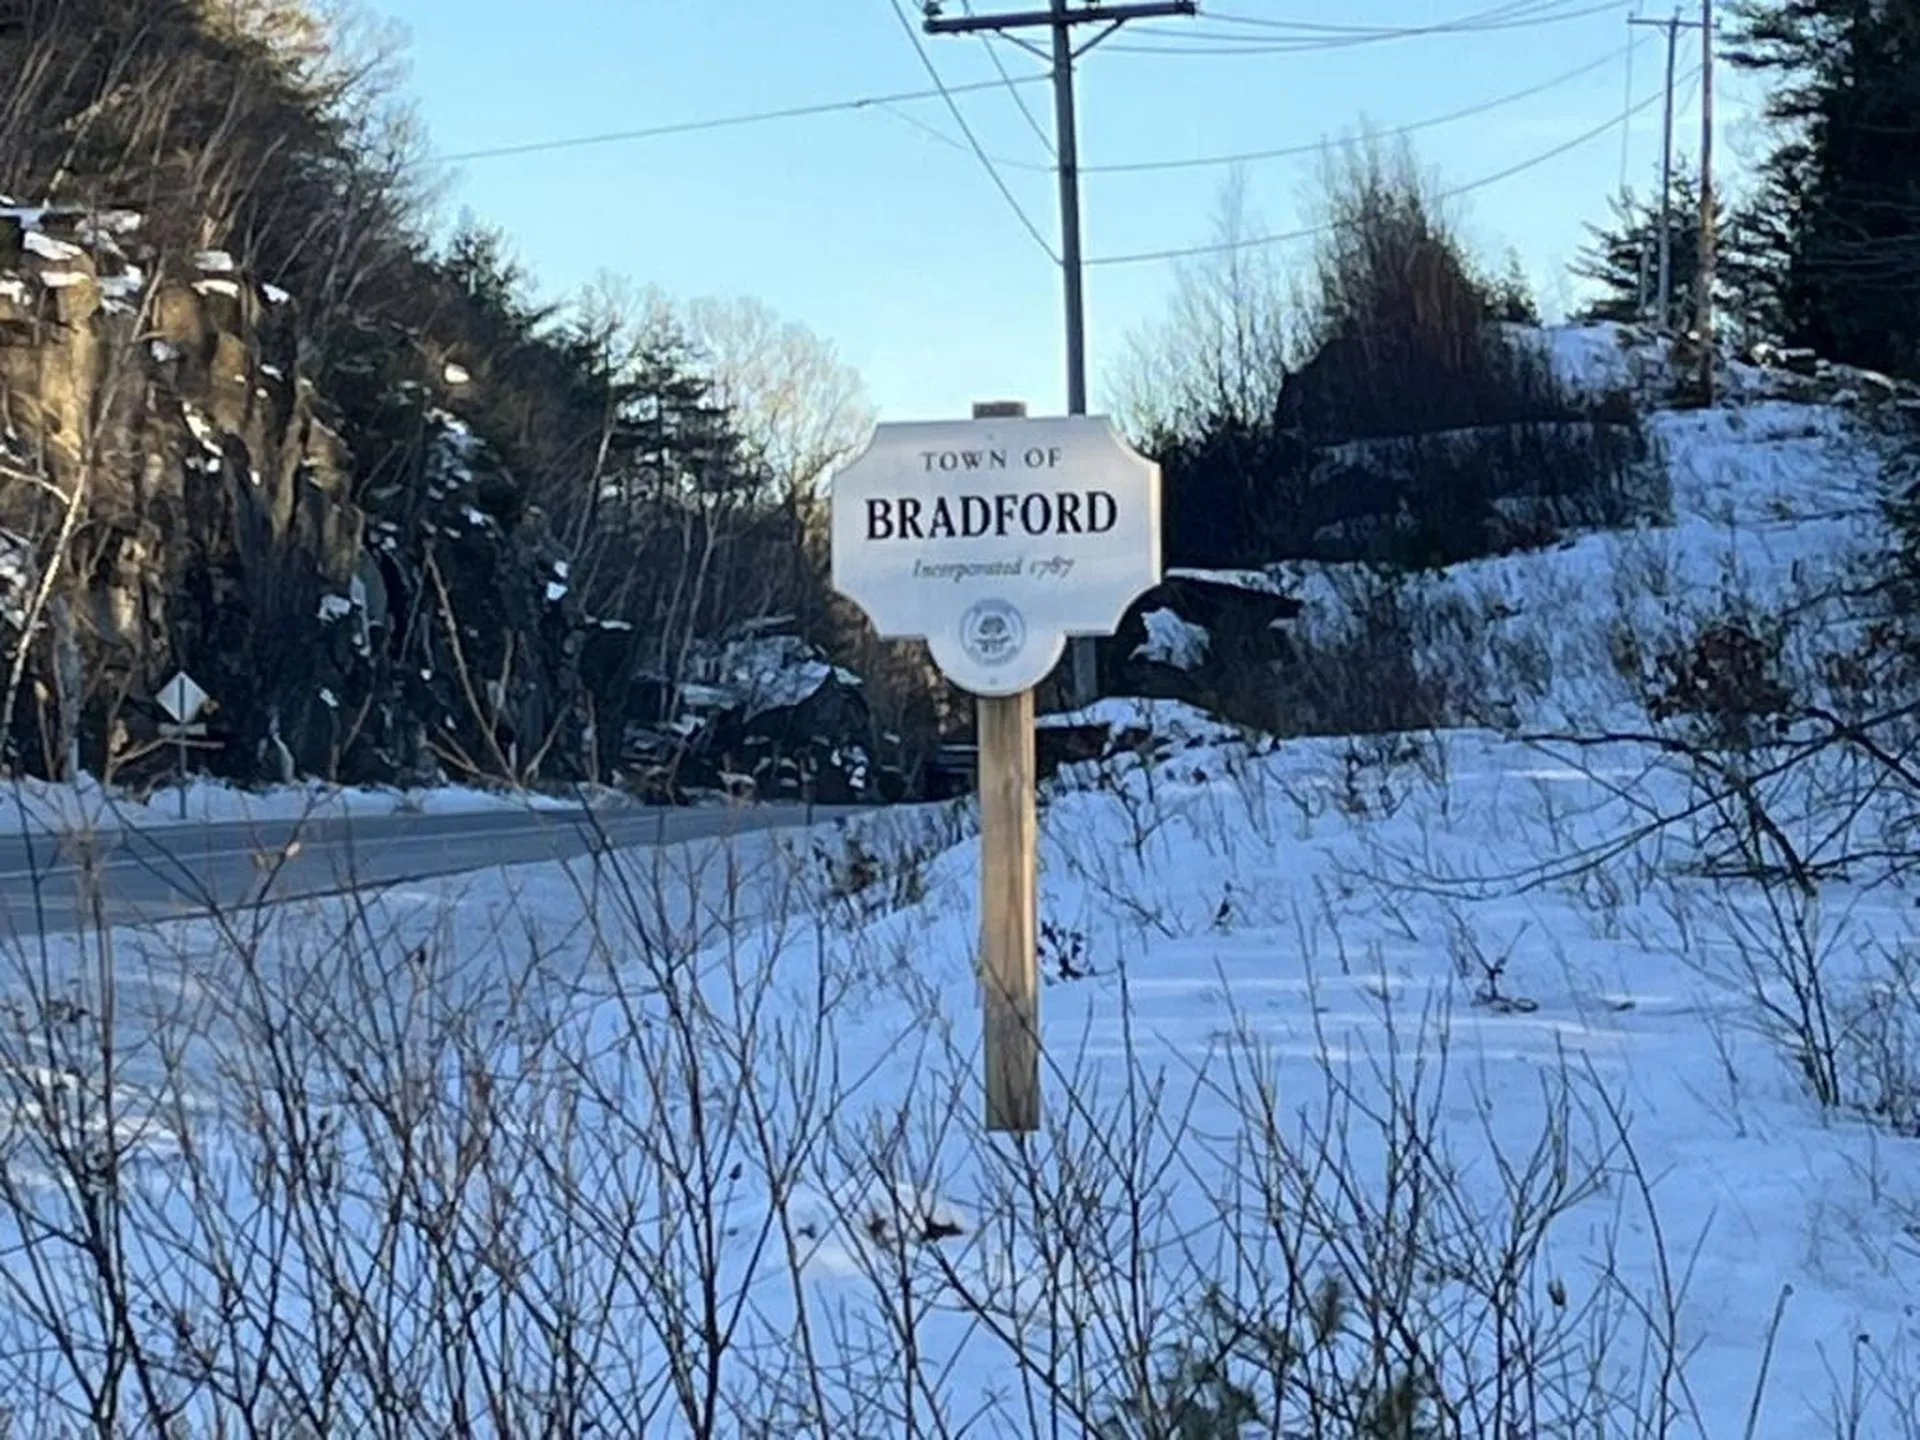 TOWN OF
BRADFORD
Incorporated 1787